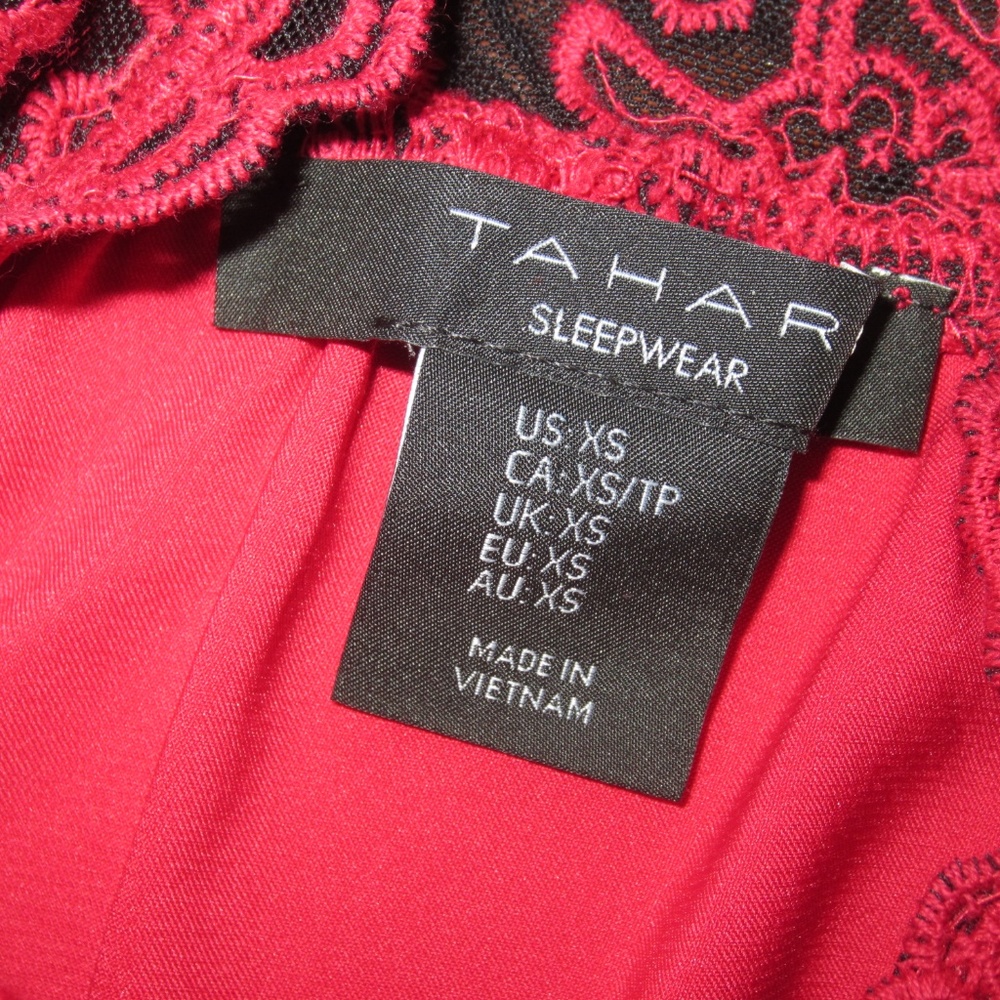 TAHAR
SLEEPWEAR
US: XS
CA: XS/TP
UK: XS
EU: XS
AU: XS
MADE IN
VIETNAM